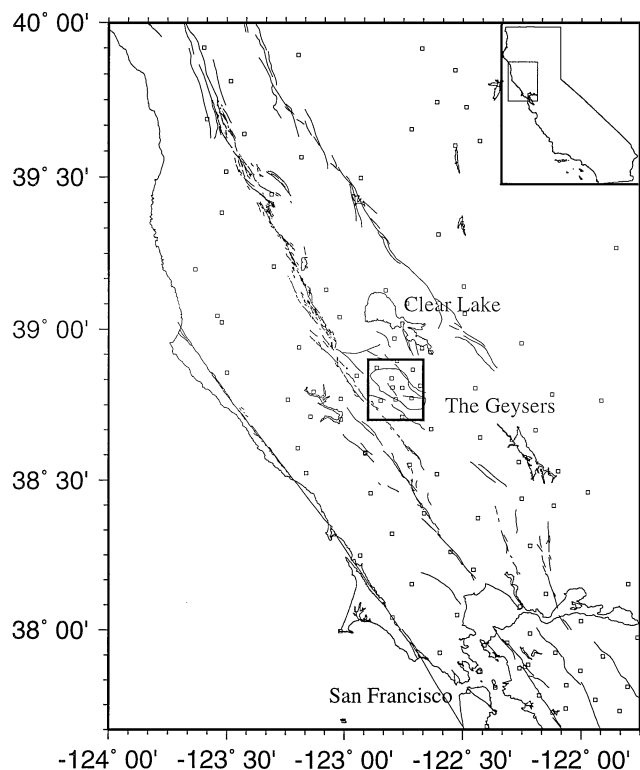 40° 00'
39° 30'
Clear Lake
39° 00'
The Geysers
38° 30'
38° 00'
San Francisco
-124° 00' -123° 30' -123° 00' -122° 30' -122° 00'